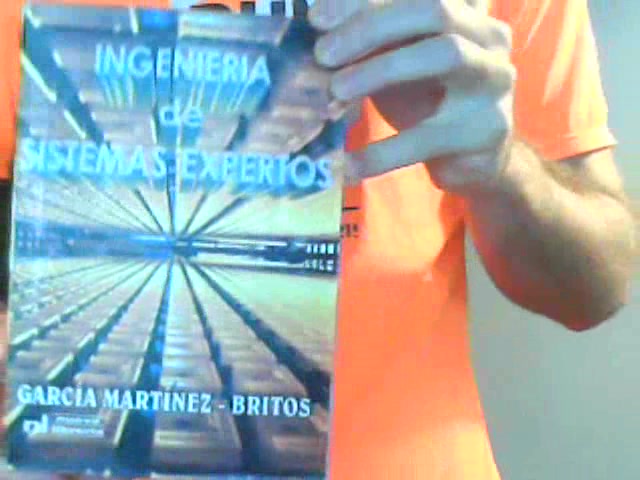 INGENIERIA
de
SISTEMAS EXPERTOS
GARCIA MARTINEZ - BRITOS